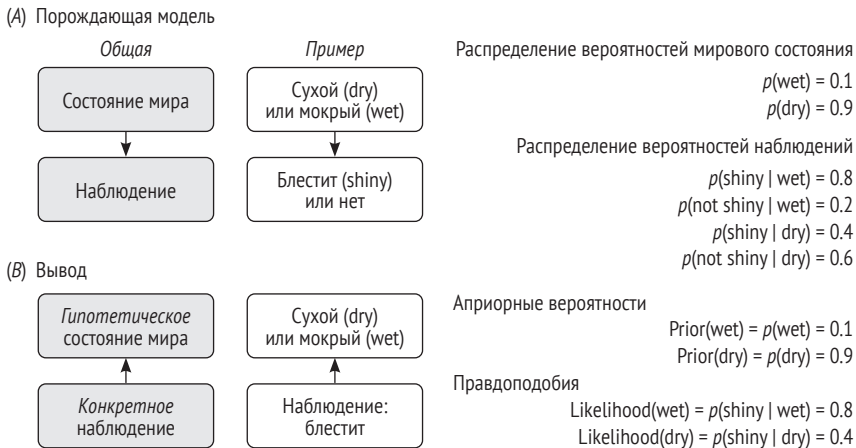 (A) Порождающая модель
Общая
Пример
Состояние мира
Сухой (dry)
или мокрый (wet)
Наблюдение
Блестит (shiny)
или нет
Распределение вероятностей мирового состояния
p(wet) = 0.1
p(dry) = 0.9
Распределение вероятностей наблюдений
p(shiny | wet) = 0.8
p(not shiny | wet) = 0.2
p(shiny | dry) = 0.4
p(not shiny | dry) = 0.6
(B) Вывод
Гипотетическое
состояние мира
Сухой (dry)
или мокрый (wet)
Конкретное
наблюдение
Наблюдение:
блестит
Априорные вероятности
Prior(wet) = p(wet) = 0.1
Prior(dry) = p(dry) = 0.9
Правдоподобия
Likelihood(wet) = p(shiny | wet) = 0.8
Likelihood(dry) = p(shiny | dry) = 0.4